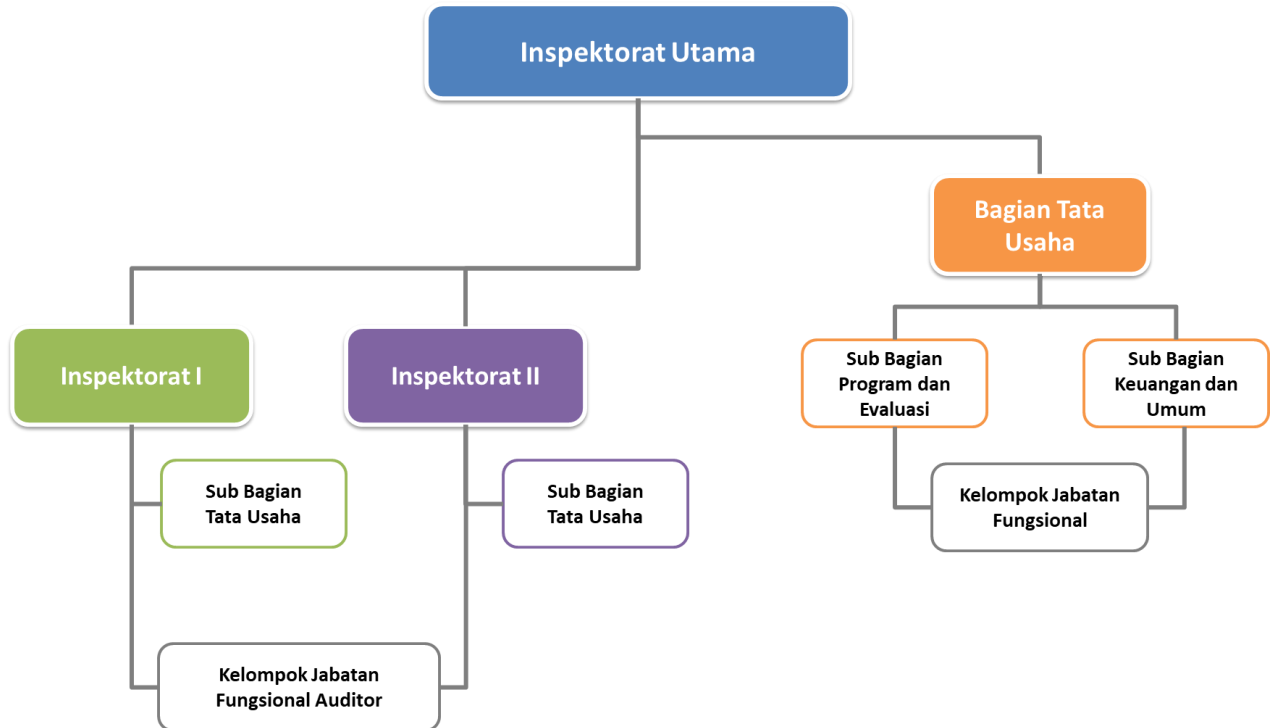 Inspektorat Utama
Bagian Tata
Usaha
Inspektorat I
Inspektorat II
Sub Bagian
Program dan
Evaluasi
Sub Bagian
Keuangan dan
Umum
Sub Bagian
Tata Usaha
Sub Bagian
Tata Usaha
Kelompok Jabatan
Fungsional
Kelompok Jabatan
Fungsional Auditor